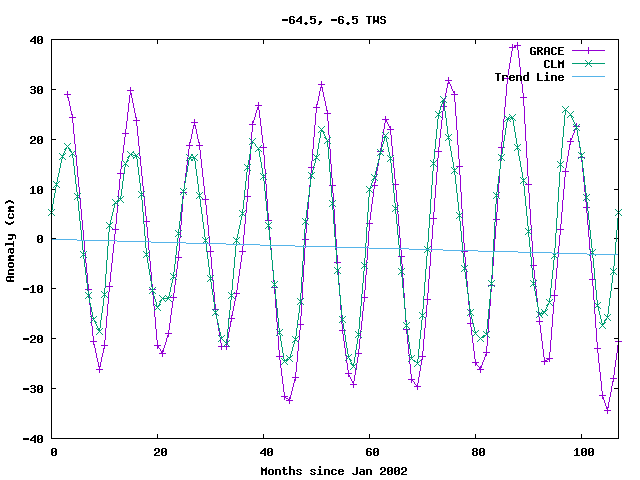 -64.5, -6.5 TWS
GRACE
CLM
Trend Line
40
30
20
10
0
-10
-20
-30
-40
Anomaly (cm)
0 20 40 60 80 100
Months since Jan 2002